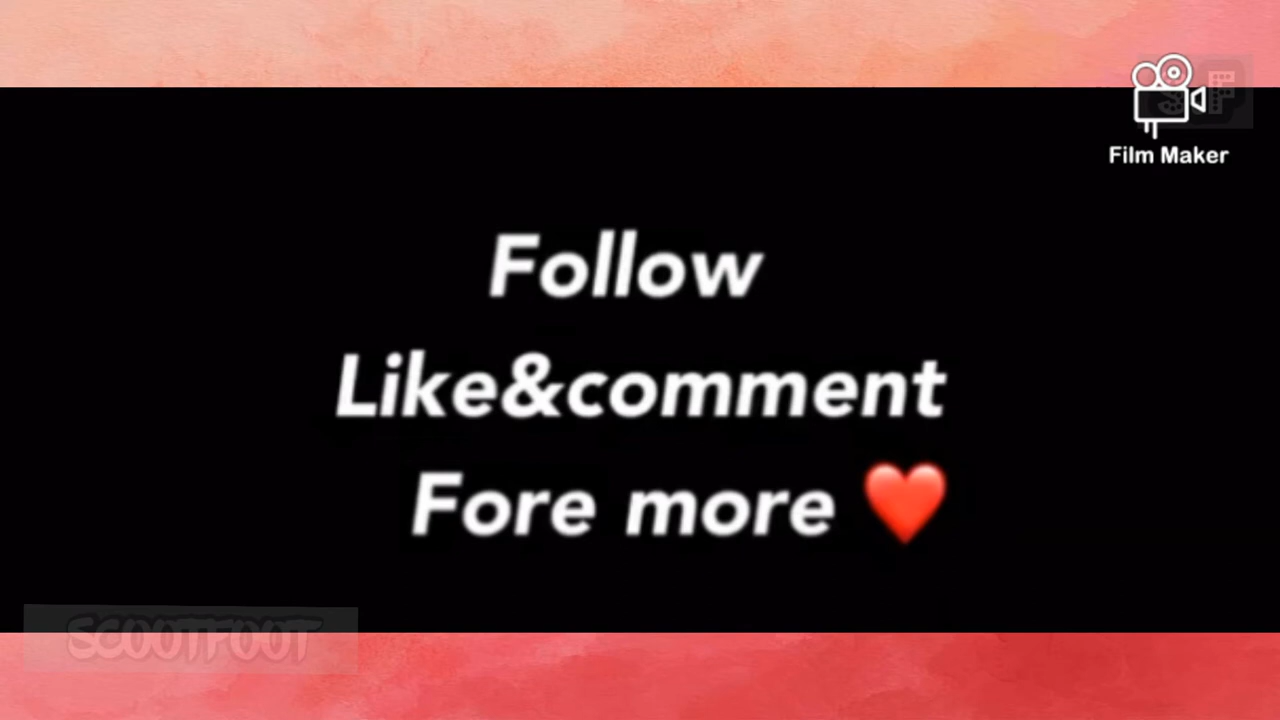 Film Maker
Follow
Like&comment
Fore more ❤️
SCOOTFOOT